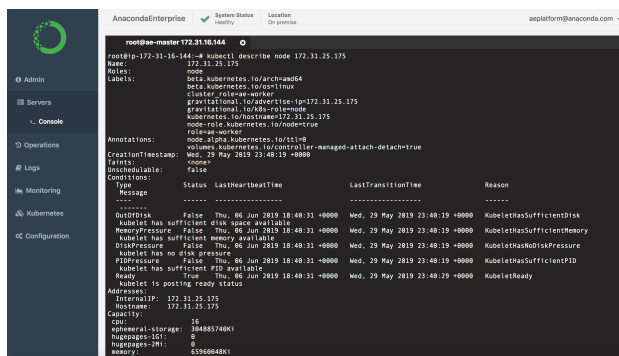 AnacondaEnterprise
System Status
Healthy
Location
On premise
aeplatform@anaconda.com
root@ae-master 172.31.16.144
Admin
Servers
>_ Console
Operations
Logs
Monitoring
Kubernetes
Configuration
root@ip-172-31-16-144:~# kubectl describe node 172.31.25.175
Name: 172.31.25.175
Roles: node
Labels: beta.kubernetes.io/arch=amd64
beta.kubernetes.io/os=linux
cluster_role=ae-worker
gravitational.io/advertise-ip=172.31.25.175
gravitational.io/k8s-role=node
kubernetes.io/hostname=172.31.25.175
node-role.kubernetes.io/node=true
role=ae-worker
Annotations: node.alpha.kubernetes.io/ttl=0
volumes.kubernetes.io/controller-managed-attach-detach=true
CreationTimestamp: Wed, 29 May 2019 23:40:19 +0000
Taints: <none>
Unschedulable: false
Conditions:
Type Status LastHeartbeatTime LastTransitionTime Reason
Message
---- ------ ----------------- ------------------ ------
-------
OutOfDisk False Thu, 06 Jun 2019 18:40:31 +0000 Wed, 29 May 2019 23:40:19 +0000 KubeletHasSufficientDisk
kubelet has sufficient disk space available
MemoryPressure False Thu, 06 Jun 2019 18:40:31 +0000 Wed, 29 May 2019 23:40:19 +0000 KubeletHasSufficientMemory
kubelet has sufficient memory available
DiskPressure False Thu, 06 Jun 2019 18:40:31 +0000 Wed, 29 May 2019 23:40:19 +0000 KubeletHasNoDiskPressure
kubelet has no disk pressure
PIDPressure False Thu, 06 Jun 2019 18:40:31 +0000 Wed, 29 May 2019 23:40:19 +0000 KubeletHasSufficientPID
kubelet has sufficient PID available
Ready True Thu, 06 Jun 2019 18:40:31 +0000 Wed, 29 May 2019 23:40:29 +0000 KubeletReady
kubelet is posting ready status
Addresses:
InternalIP: 172.31.25.175
Hostname: 172.31.25.175
Capacity:
cpu: 16
ephemeral-storage: 304885740Ki
hugepages-1Gi: 0
hugepages-2Mi: 0
memory: 65960048Ki